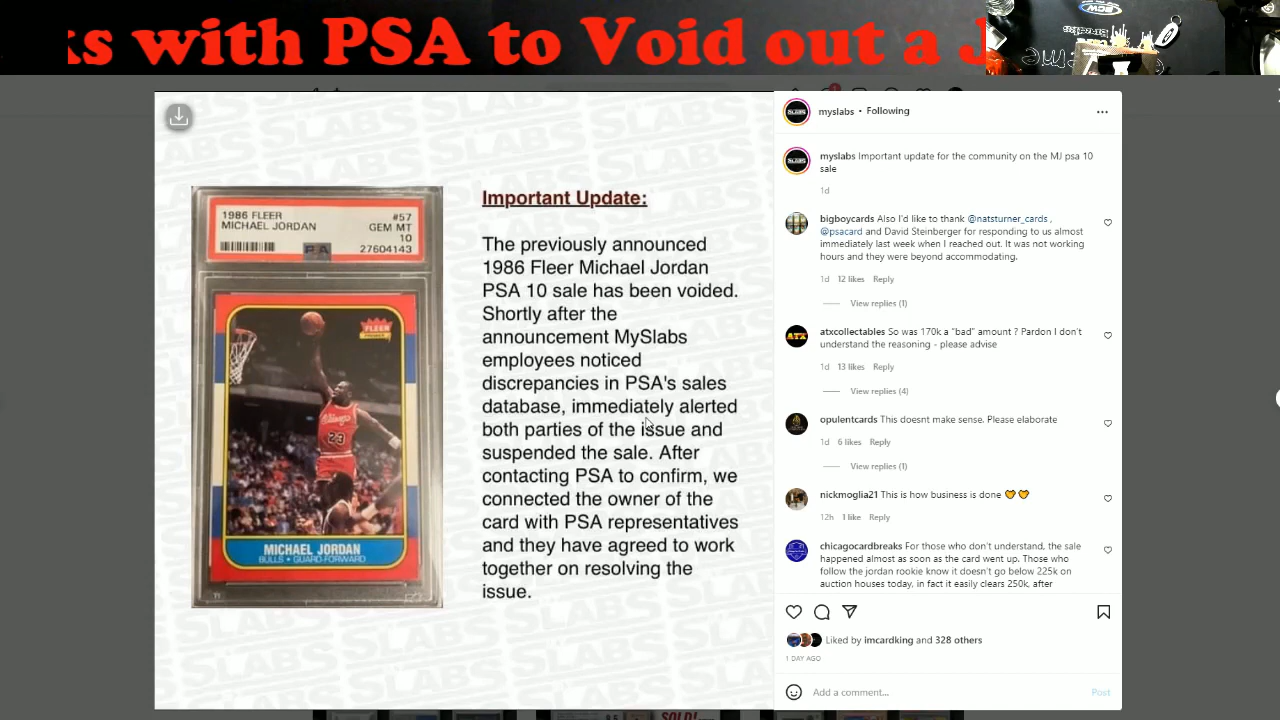 ks with PSA to Void out a J
1986 FLEER
#57
MICHAEL JORDAN
GEM MT
10
27604143
FLEER
23
MICHAEL JORDAN
BULLS • GUARD-FORWARD
Important Update:
The previously announced
1986 Fleer Michael Jordan
PSA 10 sale has been voided.
Shortly after the
announcement MySlabs
employees noticed
discrepancies in PSA's sales
database, immediately alerted
both parties of the issue and
suspended the sale. After
contacting PSA to confirm, we
connected the owner of the
card with PSA representatives
and they have agreed to work
together on resolving the
issue.
myslabs • Following
myslabs Important update for the community on the MJ psa 10
sale
1d
bigboycards Also I'd like to thank @natsturner_cards ,
@psacard and David Steinberger for responding to us almost
immediately last week when I reached out. It was not working
hours and they were beyond accommodating.
1d 12 likes Reply
View replies (1)
atxcollectables So was 170k a "bad" amount ? Pardon I don't
understand the reasoning - please advise
1d 13 likes Reply
View replies (4)
opulentcards This doesnt make sense. Please elaborate
1d 6 likes Reply
View replies (1)
nickmoglia21 This is how business is done 🧡🧡
12h 1 like Reply
chicagocardbreaks For those who don't understand, the sale
happened almost as soon as the card went up. Those who
follow the jordan rookie know it doesn't go below 225k on
auction houses today, in fact it easily clears 250k, after
Liked by imcardking and 328 others
1 DAY AGO
Add a comment...
Post
SOLD!